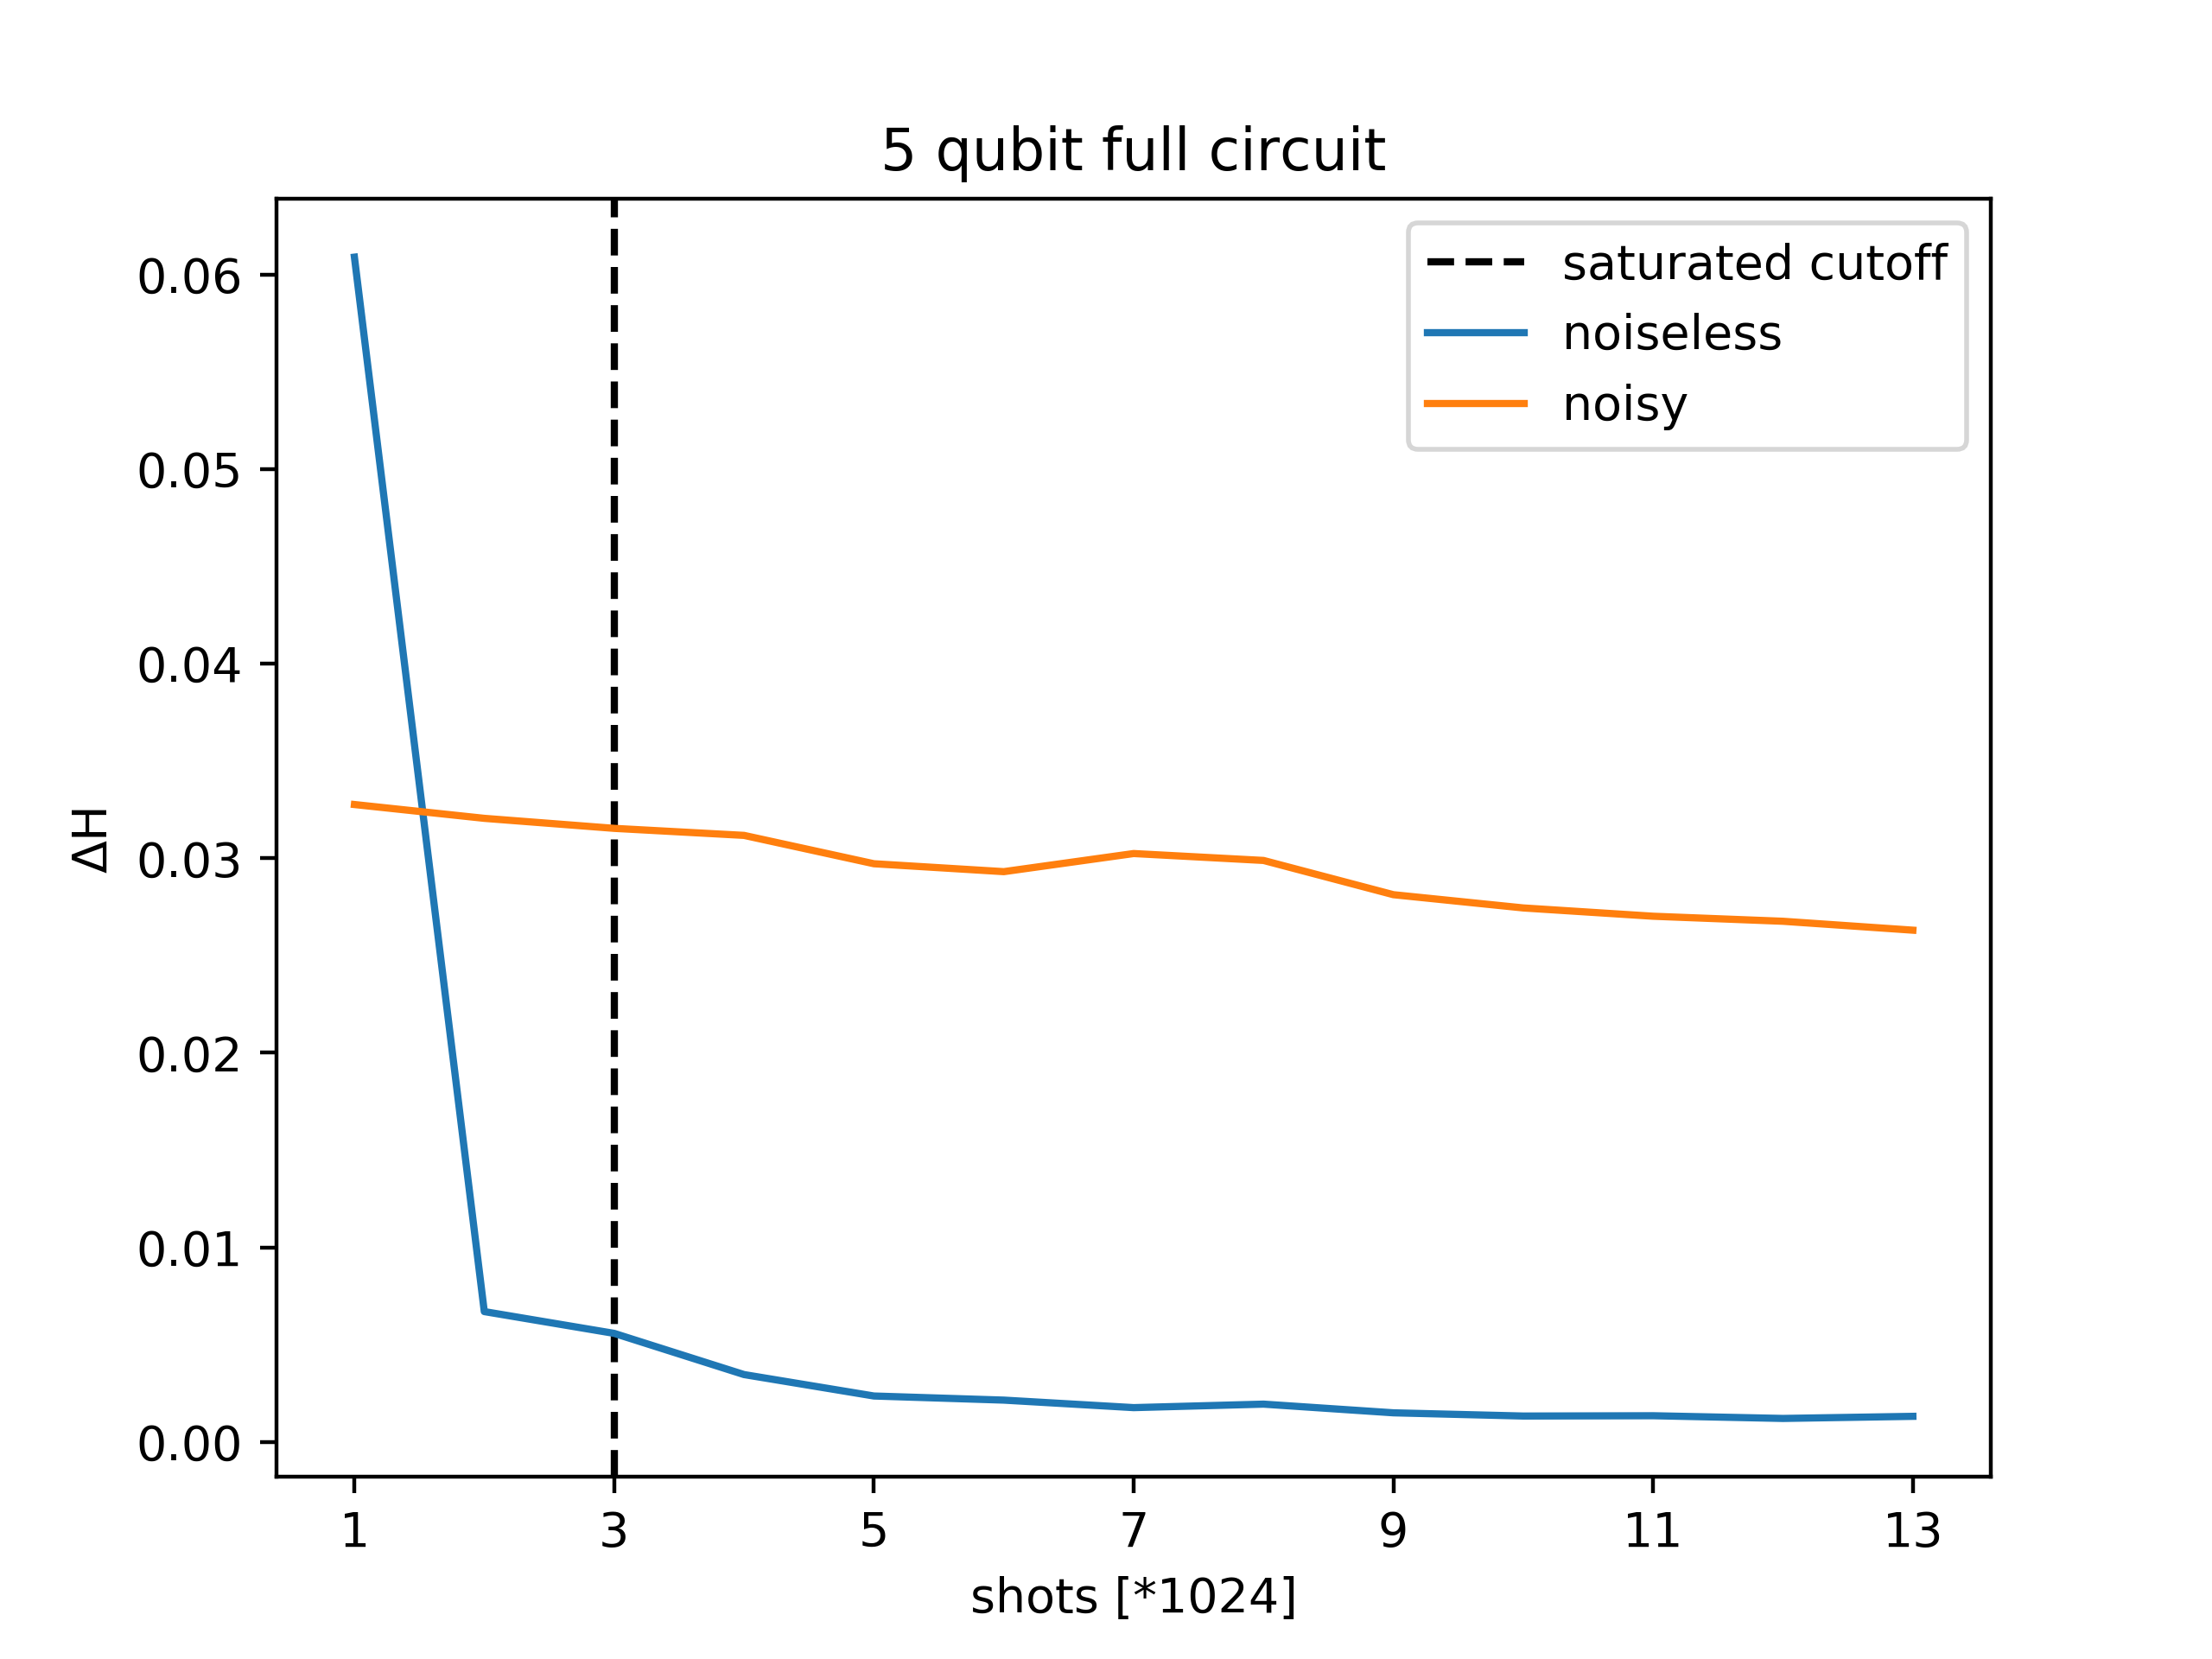 5 qubit full circuit
saturated cutoff
noiseless
noisy
0.06
0.05
0.04
0.03
0.02
0.01
0.00
ΔH
1 3 5 7 9 11 13
shots [*1024]